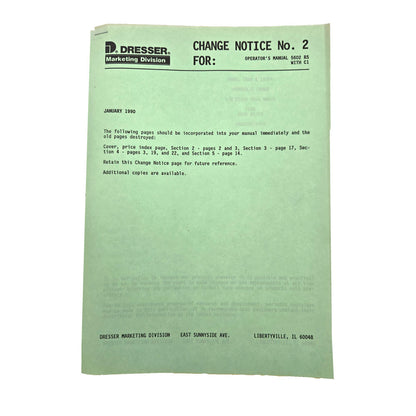 DRESSER®
Marketing Division
CHANGE NOTICE No. 2
FOR: OPERATOR'S MANUAL 560Z RS
WITH C1
JANUARY 1990
The following pages should be incorporated into your manual immediately and the
old pages destroyed:
Cover, price index page, Section 2 - pages 2 and 3, Section 3 - page 17, Sec-
tion 4 - pages 3, 19, and 22, and Section 5 - page 14.
Retain this Change Notice page for future reference.
Additional copies are available.
DRESSER MARKETING DIVISION EAST SUNNYSIDE AVE. LIBERTYVILLE, IL 60048